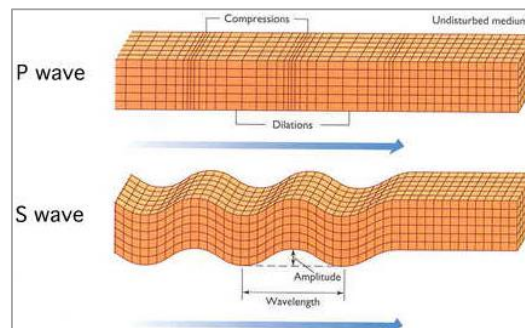 Compressions
Undisturbed medium
P wave
Dilations
S wave
Amplitude
Wavelength